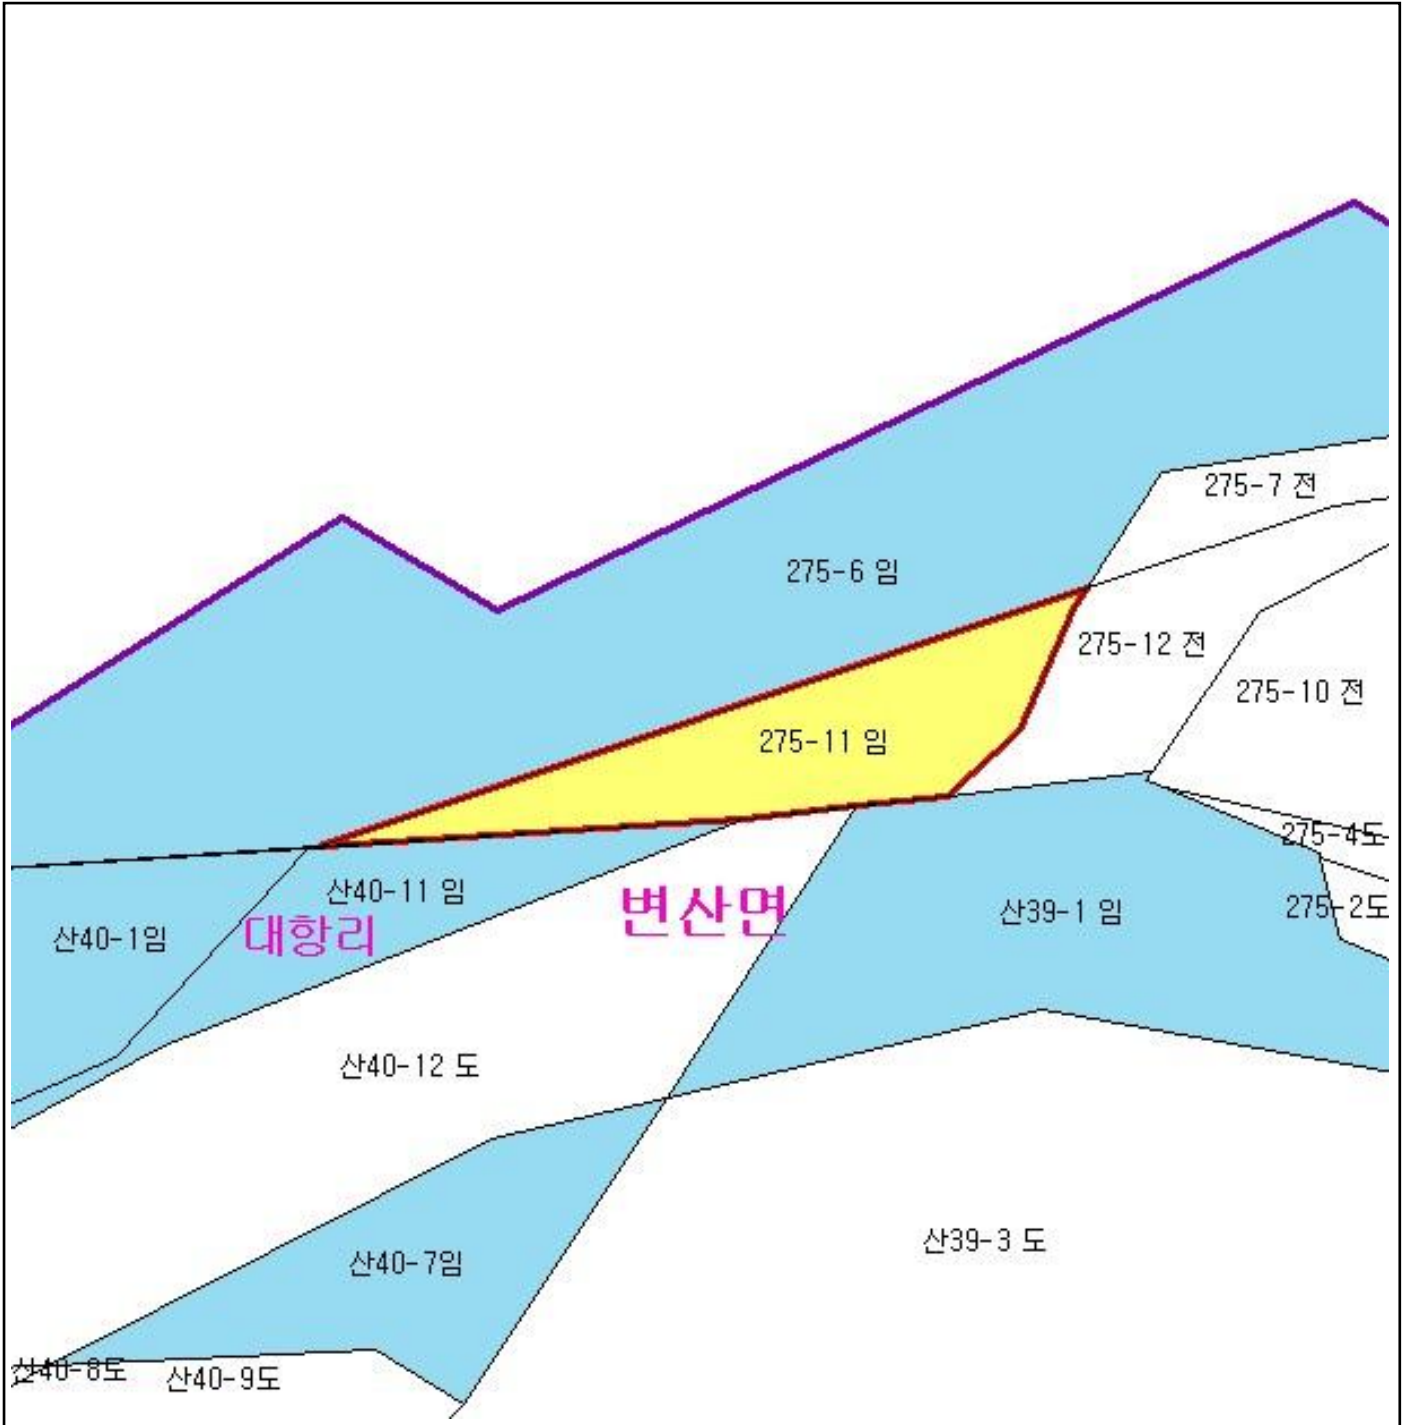 275-7 전
275-6 임
275-12 전
275-10 전
275-11 임
275-4도
산40-11 임
변산면
275-2도
산39-1 임
산40-1임
대항리
산40-12 도
산39-3 도
산40-7임
산40-8도
산40-9도